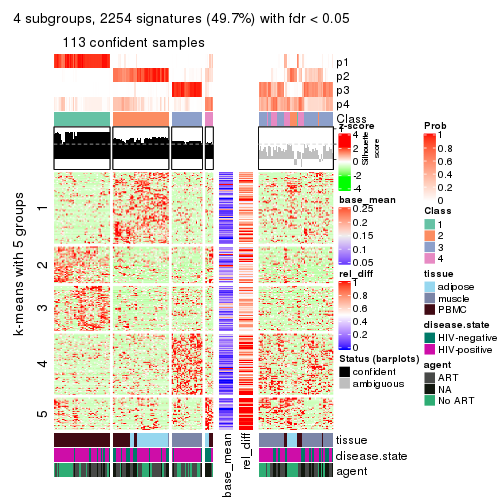 4 subgroups, 2254 signatures (49.7%) with fdr < 0.05
113 confident samples
p1
p2
p3
p4
Class
1
2
3
4
5
k-means with 5 groups
base_mean
rel_diff
tissue
disease.state
agent
z-score
4
2
0
-2
-4
Silhouette
score
base_mean
0.25
0.2
0.15
0.1
0.05
rel_diff
1
0.8
0.6
0.4
0.2
0
Status (barplots)
confident
ambiguous
Prob
1
0.8
0.6
0.4
0.2
0
Class
1
2
3
4
tissue
adipose
muscle
PBMC
disease.state
HIV-negative
HIV-positive
agent
ART
NA
No ART